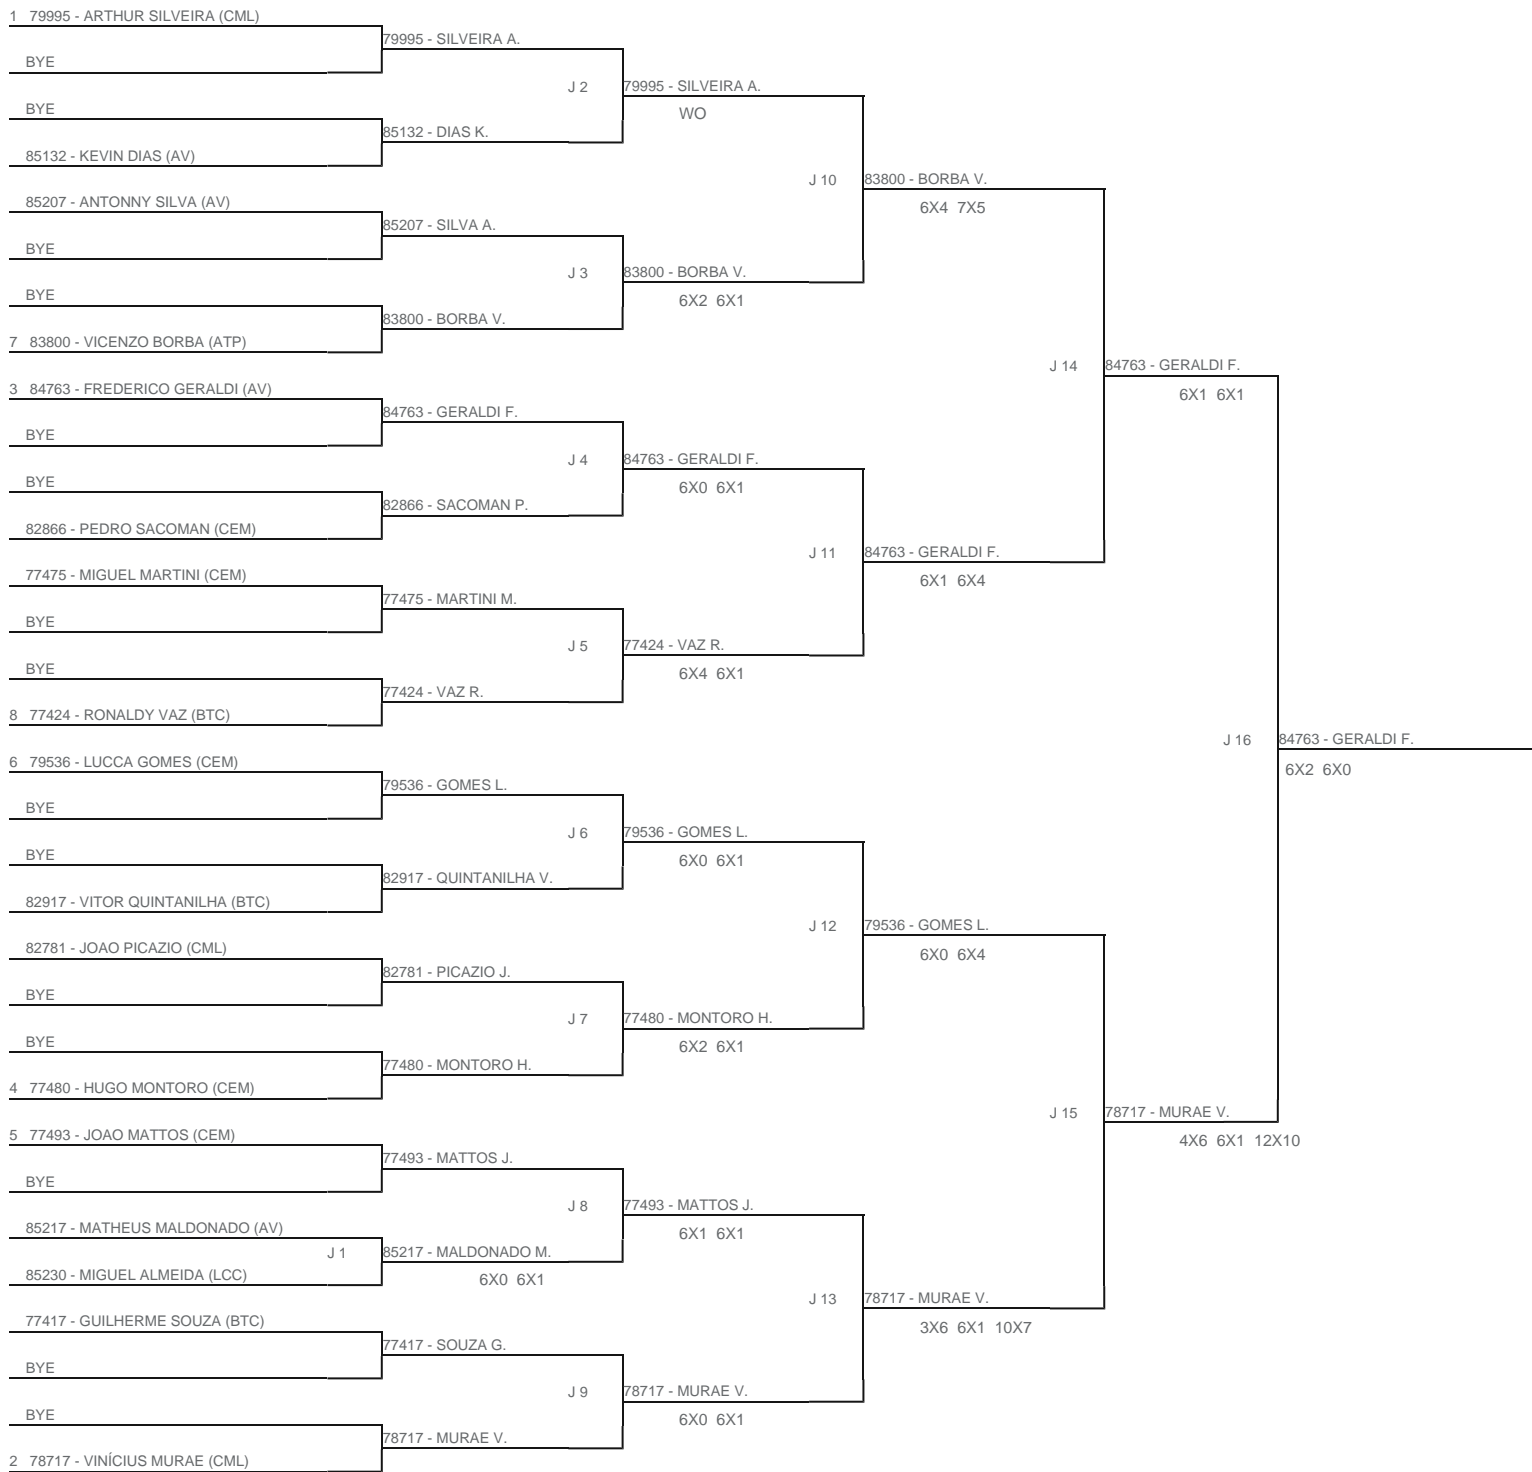 1 79995 - ARTHUR SILVEIRA (CML)
79995 - SILVEIRA A.
BYE
J 2
79995 - SILVEIRA A.
BYE
WO
85132 - DIAS K.
85132 - KEVIN DIAS (AV)
J 10
83800 - BORBA V.
85207 - ANTONNY SILVA (AV)
6X4 7X5
85207 - SILVA A.
BYE
J 3
83800 - BORBA V.
BYE
6X2 6X1
83800 - BORBA V.
7 83800 - VICENZO BORBA (ATP)
J 14
84763 - GERALDI F.
3 84763 - FREDERICO GERALDI (AV)
6X1 6X1
84763 - GERALDI F.
BYE
J 4
84763 - GERALDI F.
BYE
6X0 6X1
82866 - SACOMAN P.
82866 - PEDRO SACOMAN (CEM)
J 11
84763 - GERALDI F.
77475 - MIGUEL MARTINI (CEM)
6X1 6X4
77475 - MARTINI M.
BYE
J 5
77424 - VAZ R.
BYE
6X4 6X1
77424 - VAZ R.
8 77424 - RONALDY VAZ (BTC)
J 16
84763 - GERALDI F.
6 79536 - LUCCA GOMES (CEM)
6X2 6X0
79536 - GOMES L.
BYE
J 6
79536 - GOMES L.
BYE
6X0 6X1
82917 - QUINTANILHA V.
82917 - VITOR QUINTANILHA (BTC)
J 12
79536 - GOMES L.
82781 - JOAO PICAZIO (CML)
6X0 6X4
82781 - PICAZIO J.
BYE
J 7
77480 - MONTORO H.
BYE
6X2 6X1
77480 - MONTORO H.
4 77480 - HUGO MONTORO (CEM)
J 15
78717 - MURAE V.
5 77493 - JOAO MATTOS (CEM)
4X6 6X1 12X10
77493 - MATTOS J.
BYE
J 8
77493 - MATTOS J.
85217 - MATHEUS MALDONADO (AV)
6X1 6X1
J 1
85217 - MALDONADO M.
85230 - MIGUEL ALMEIDA (LCC)
6X0 6X1
J 13
78717 - MURAE V.
77417 - GUILHERME SOUZA (BTC)
3X6 6X1 10X7
77417 - SOUZA G.
BYE
J 9
78717 - MURAE V.
BYE
6X0 6X1
78717 - MURAE V.
2 78717 - VINÍCIUS MURAE (CML)